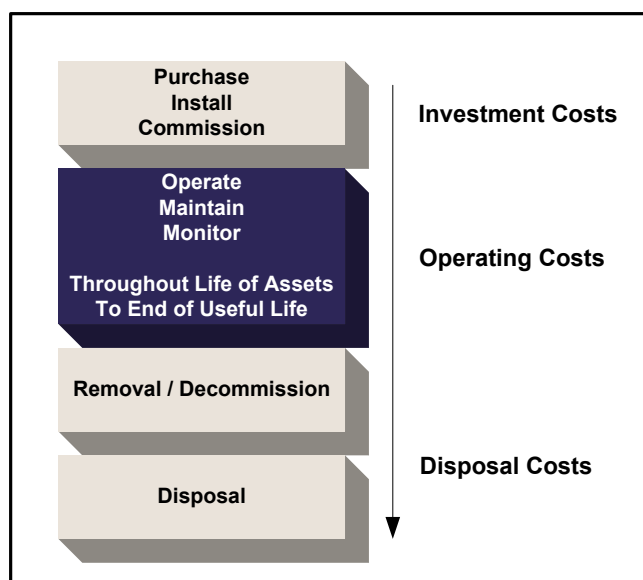 Purchase
Install
Commission
Investment Costs
Operate
Maintain
Monitor
Throughout Life of Assets
To End of Useful Life
Operating Costs
Removal / Decommission
Disposal
Disposal Costs